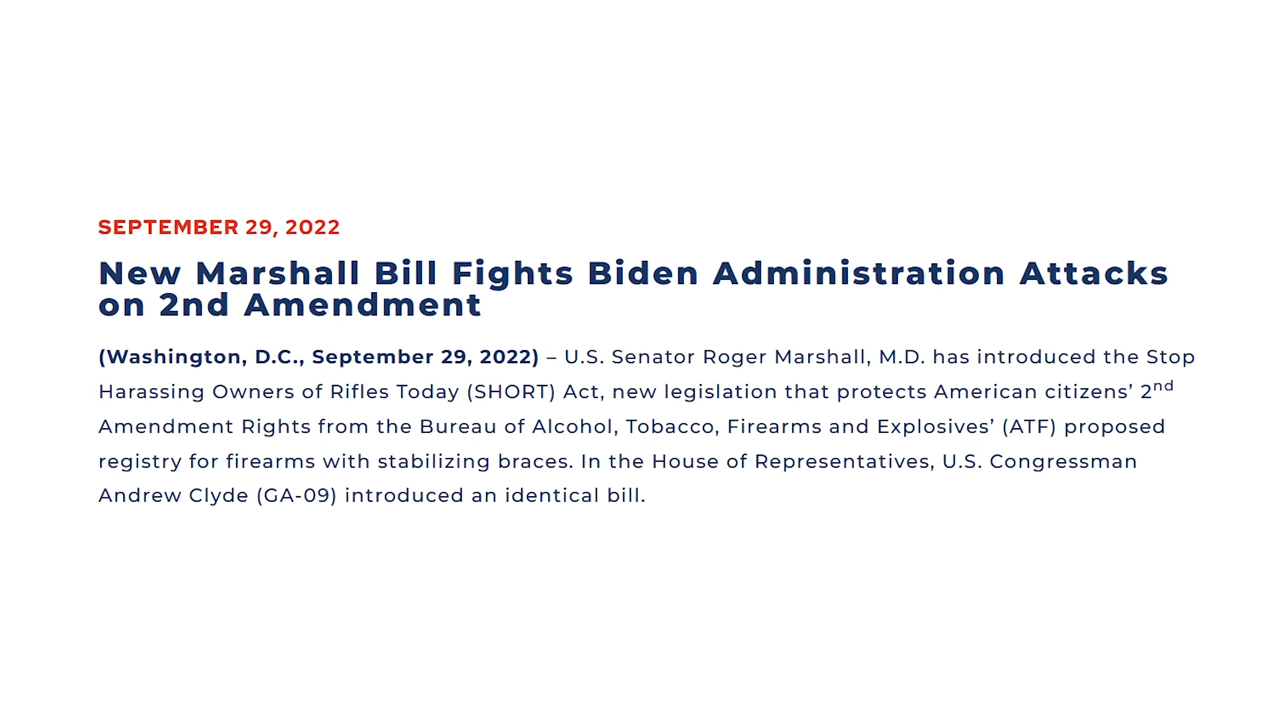 SEPTEMBER 29, 2022
New Marshall Bill Fights Biden Administration Attacks
on 2nd Amendment
(Washington, D.C., September 29, 2022) – U.S. Senator Roger Marshall, M.D. has introduced the Stop
Harassing Owners of Rifles Today (SHORT) Act, new legislation that protects American citizens’ 2nd
Amendment Rights from the Bureau of Alcohol, Tobacco, Firearms and Explosives’ (ATF) proposed
registry for firearms with stabilizing braces. In the House of Representatives, U.S. Congressman
Andrew Clyde (GA-09) introduced an identical bill.